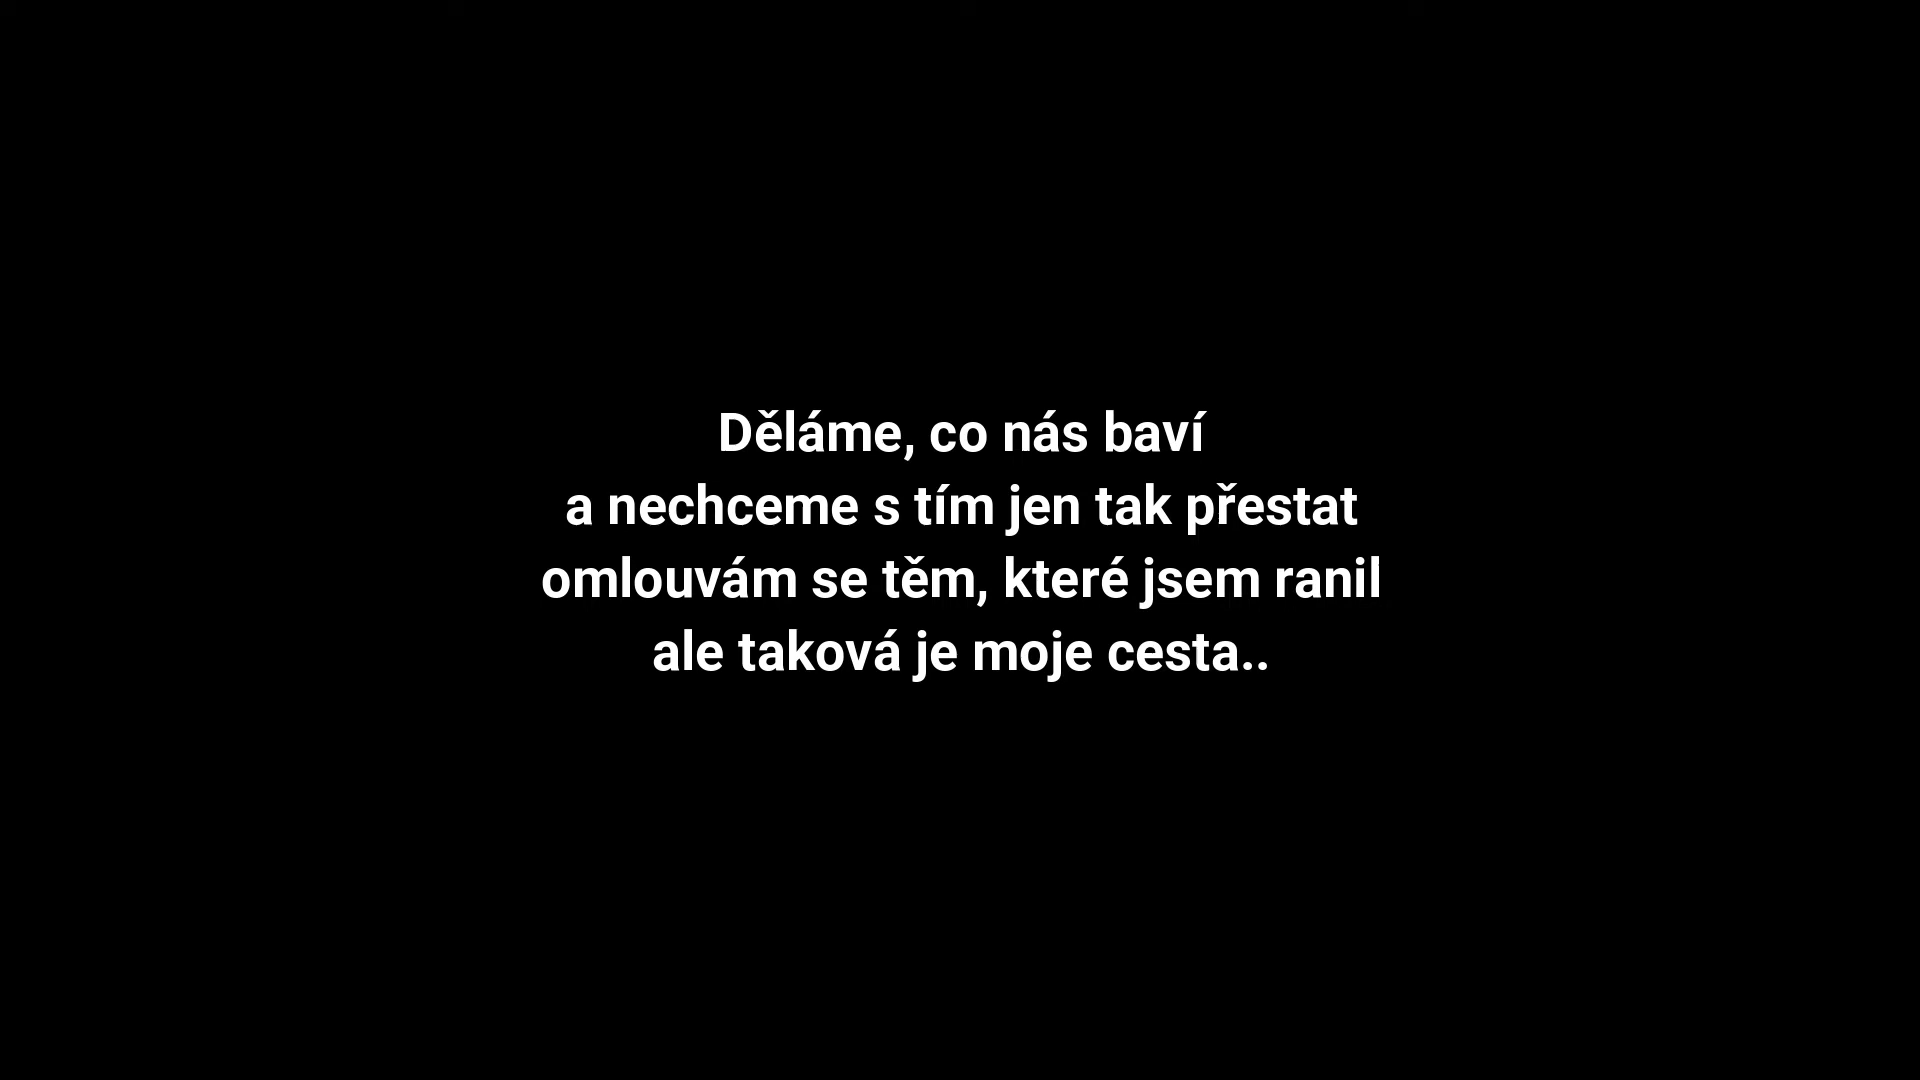 Děláme, co nás baví
a nechceme s tím jen tak přestat
omlouvám se těm, které jsem ranil
ale taková je moje cesta..